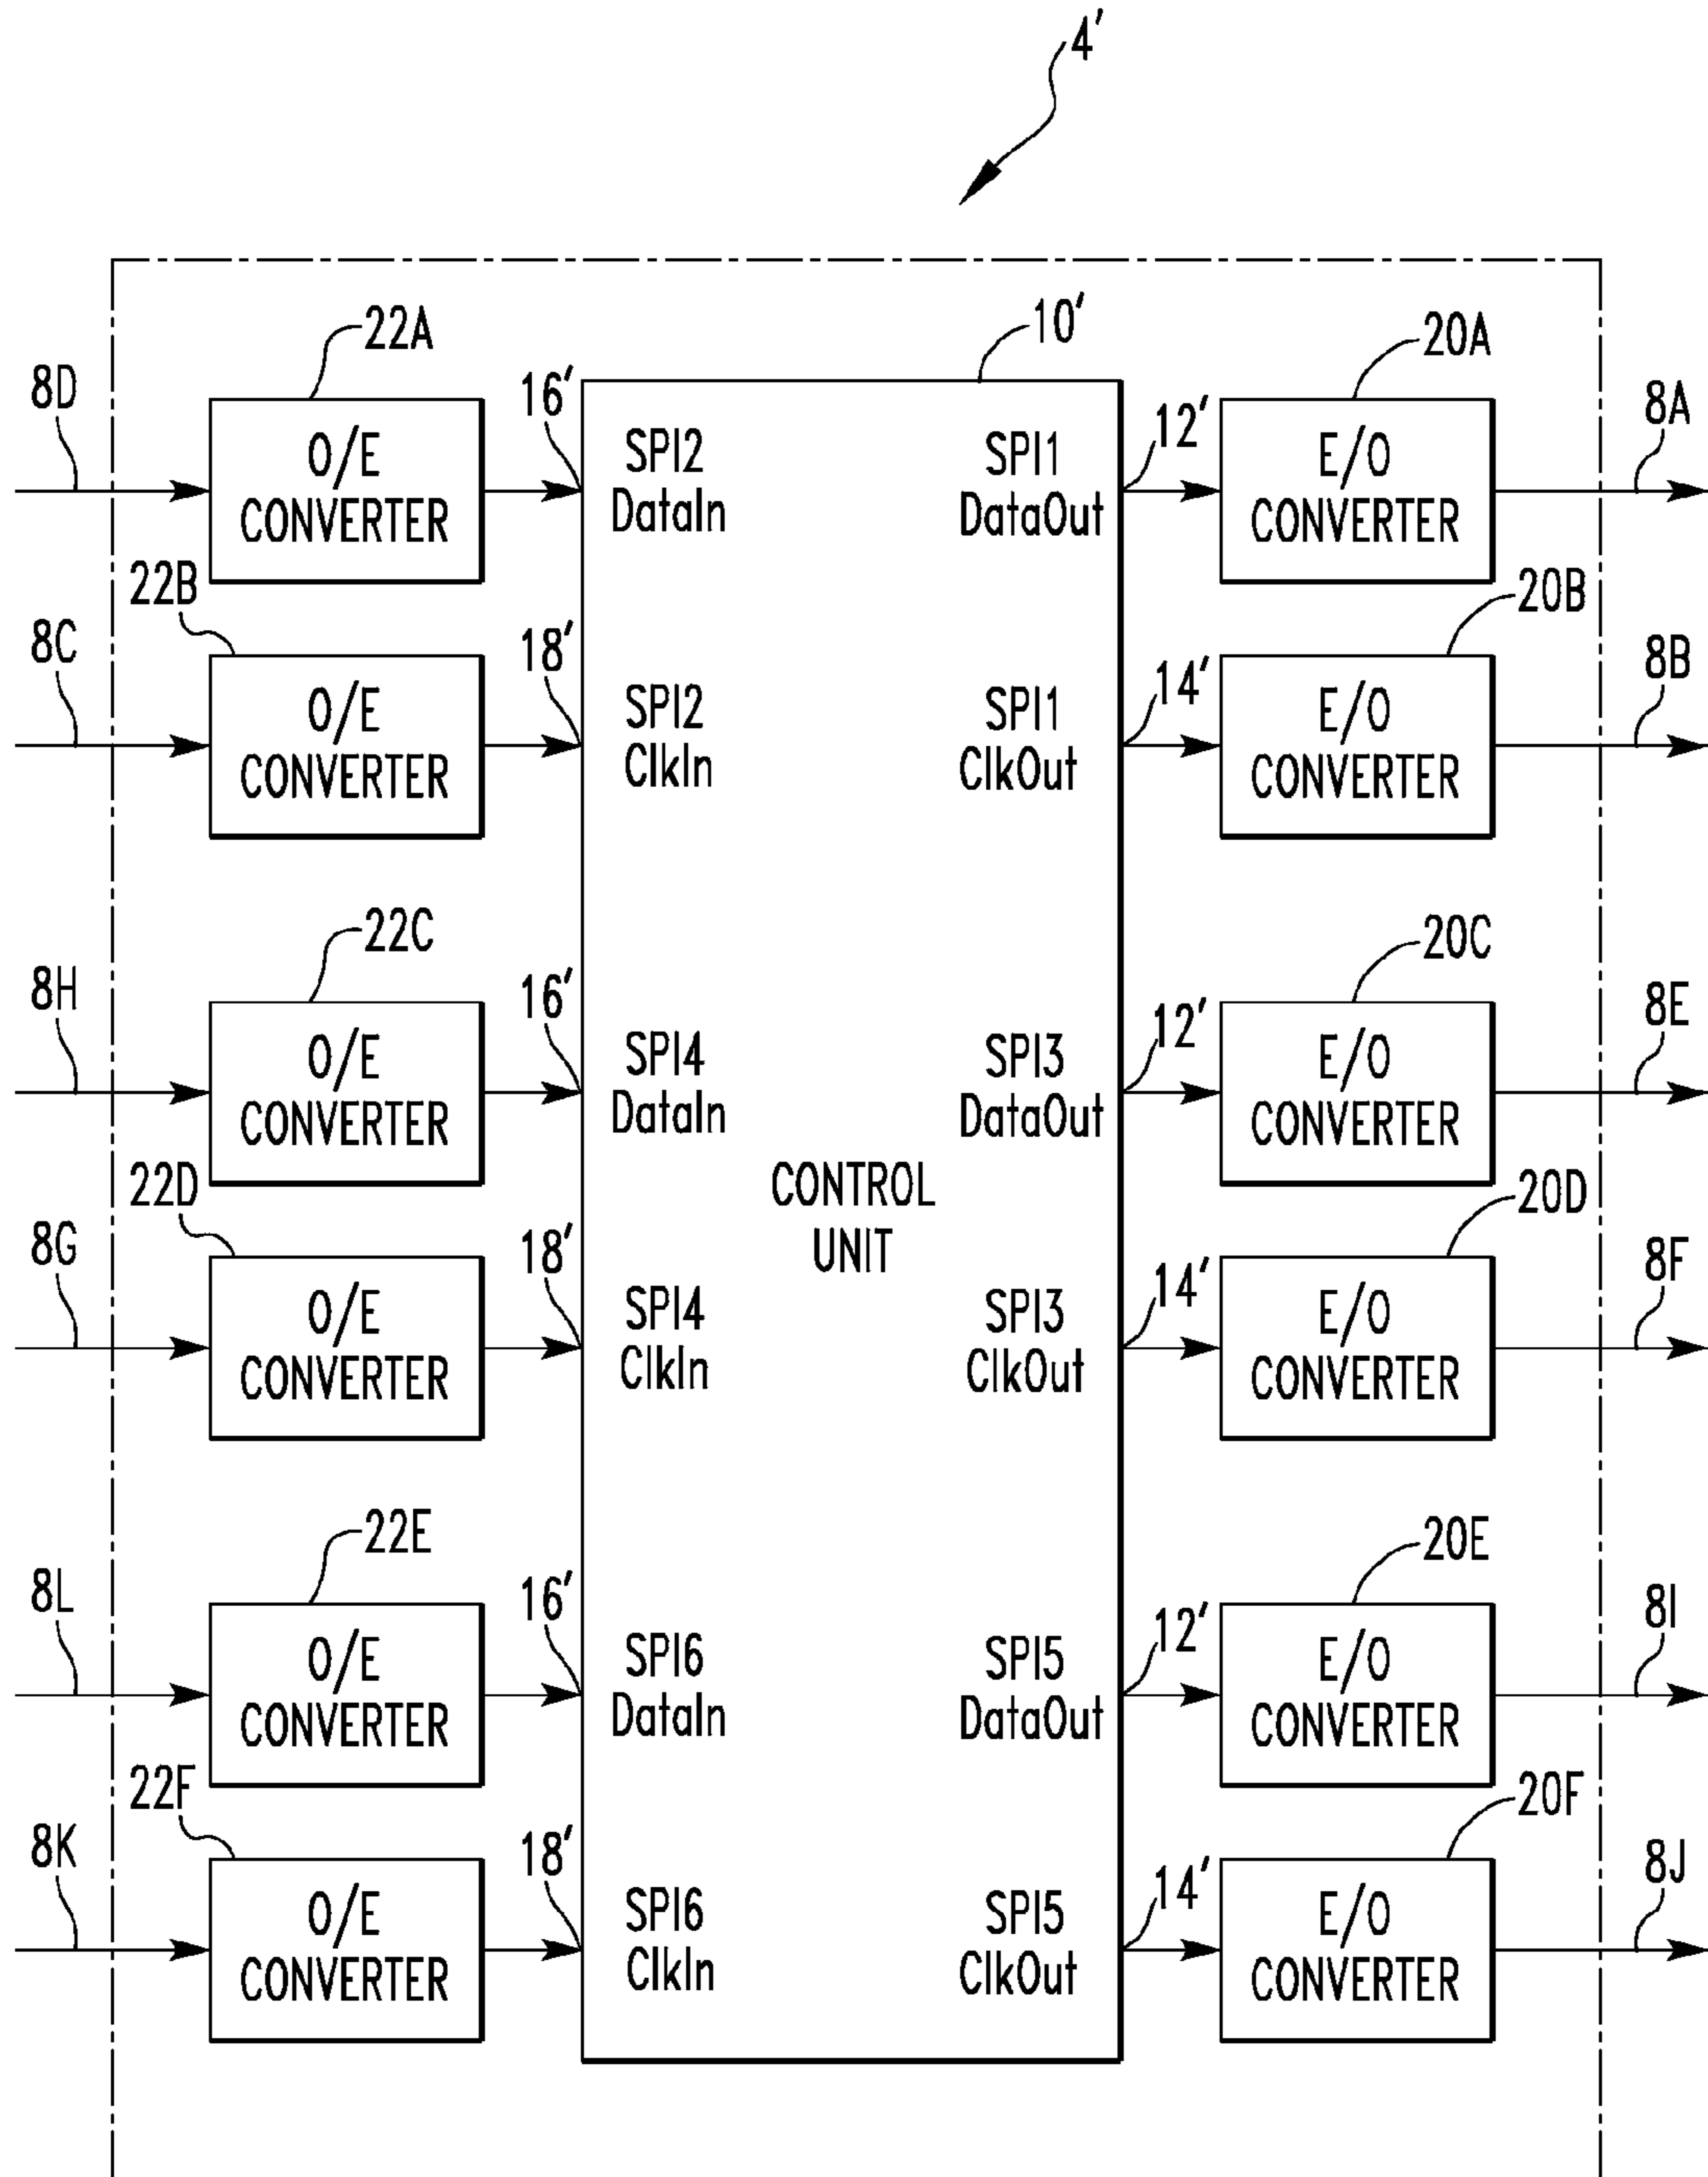 4'
22A
10'
20A
8D
16'
12'
8A
O/E
CONVERTER
SPI2
DataIn
SPI1
DataOut
E/O
CONVERTER
22B
20B
8C
18'
14'
8B
O/E
CONVERTER
SPI2
ClkIn
SPI1
ClkOut
E/O
CONVERTER
22C
20C
8H
16'
12'
8E
O/E
CONVERTER
SPI4
DataIn
SPI3
DataOut
E/O
CONVERTER
CONTROL
UNIT
22D
20D
8G
18'
14'
8F
O/E
CONVERTER
SPI4
ClkIn
SPI3
ClkOut
E/O
CONVERTER
22E
20E
8L
16'
12'
8I
O/E
CONVERTER
SPI6
DataIn
SPI5
DataOut
E/O
CONVERTER
22F
20F
8K
18'
14'
8J
O/E
CONVERTER
SPI6
ClkIn
SPI5
ClkOut
E/O
CONVERTER